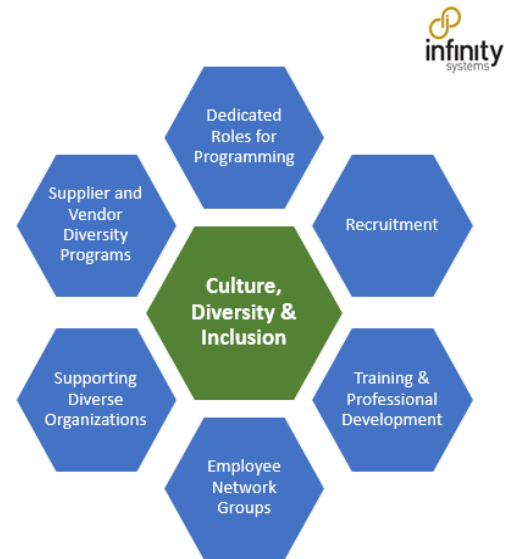 infinity
systems
Dedicated
Roles for
Programming
Supplier and
Vendor
Diversity
Programs
Recruitment
Culture,
Diversity &
Inclusion
Supporting
Diverse
Organizations
Training &
Professional
Development
Employee
Network
Groups